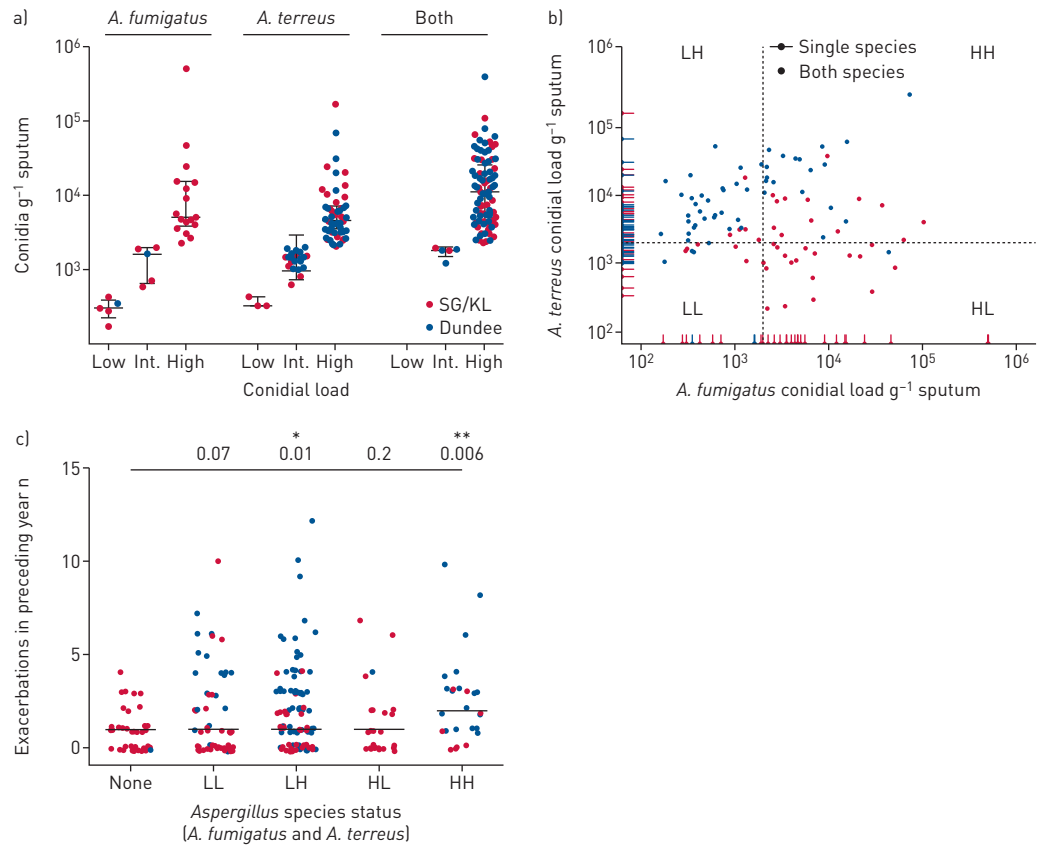 a)
A. fumigatus
A. terreus
Both
10⁶
10⁵
10⁴
10³
Conidia g⁻¹ sputum
SG/KL
Dundee
Low Int. High
Low Int. High
Low Int. High
Conidial load
b)
Single species
Both species
LH
HH
LL
HL
10⁶
10⁵
10⁴
10³
10²
A. terreus conidial load g⁻¹ sputum
10² 10³ 10⁴ 10⁵ 10⁶
A. fumigatus conidial load g⁻¹ sputum
c)
* **
0.07 0.01 0.2 0.006
15
10
5
0
Exacerbations in preceding year n
None LL LH HL HH
Aspergillus species status
(A. fumigatus and A. terreus)